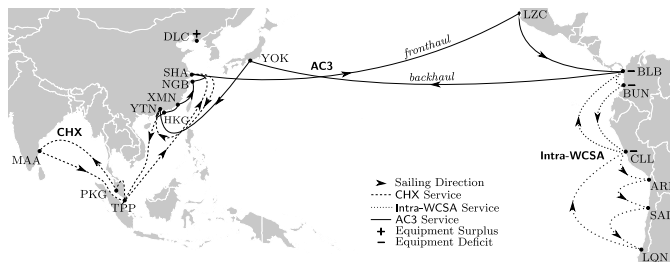 LZC
DLC
YOK
fronthaul
AC3
SHA
backhaul
BLB
NGB
BUN
XMN
YTN
HKG
CHX
Intra-WCSA
CLL
MAA
Sailing Direction
PKG
CHX Service
TPP
Intra-WCSA Service
AC3 Service
Equipment Surplus
Equipment Deficit
LON